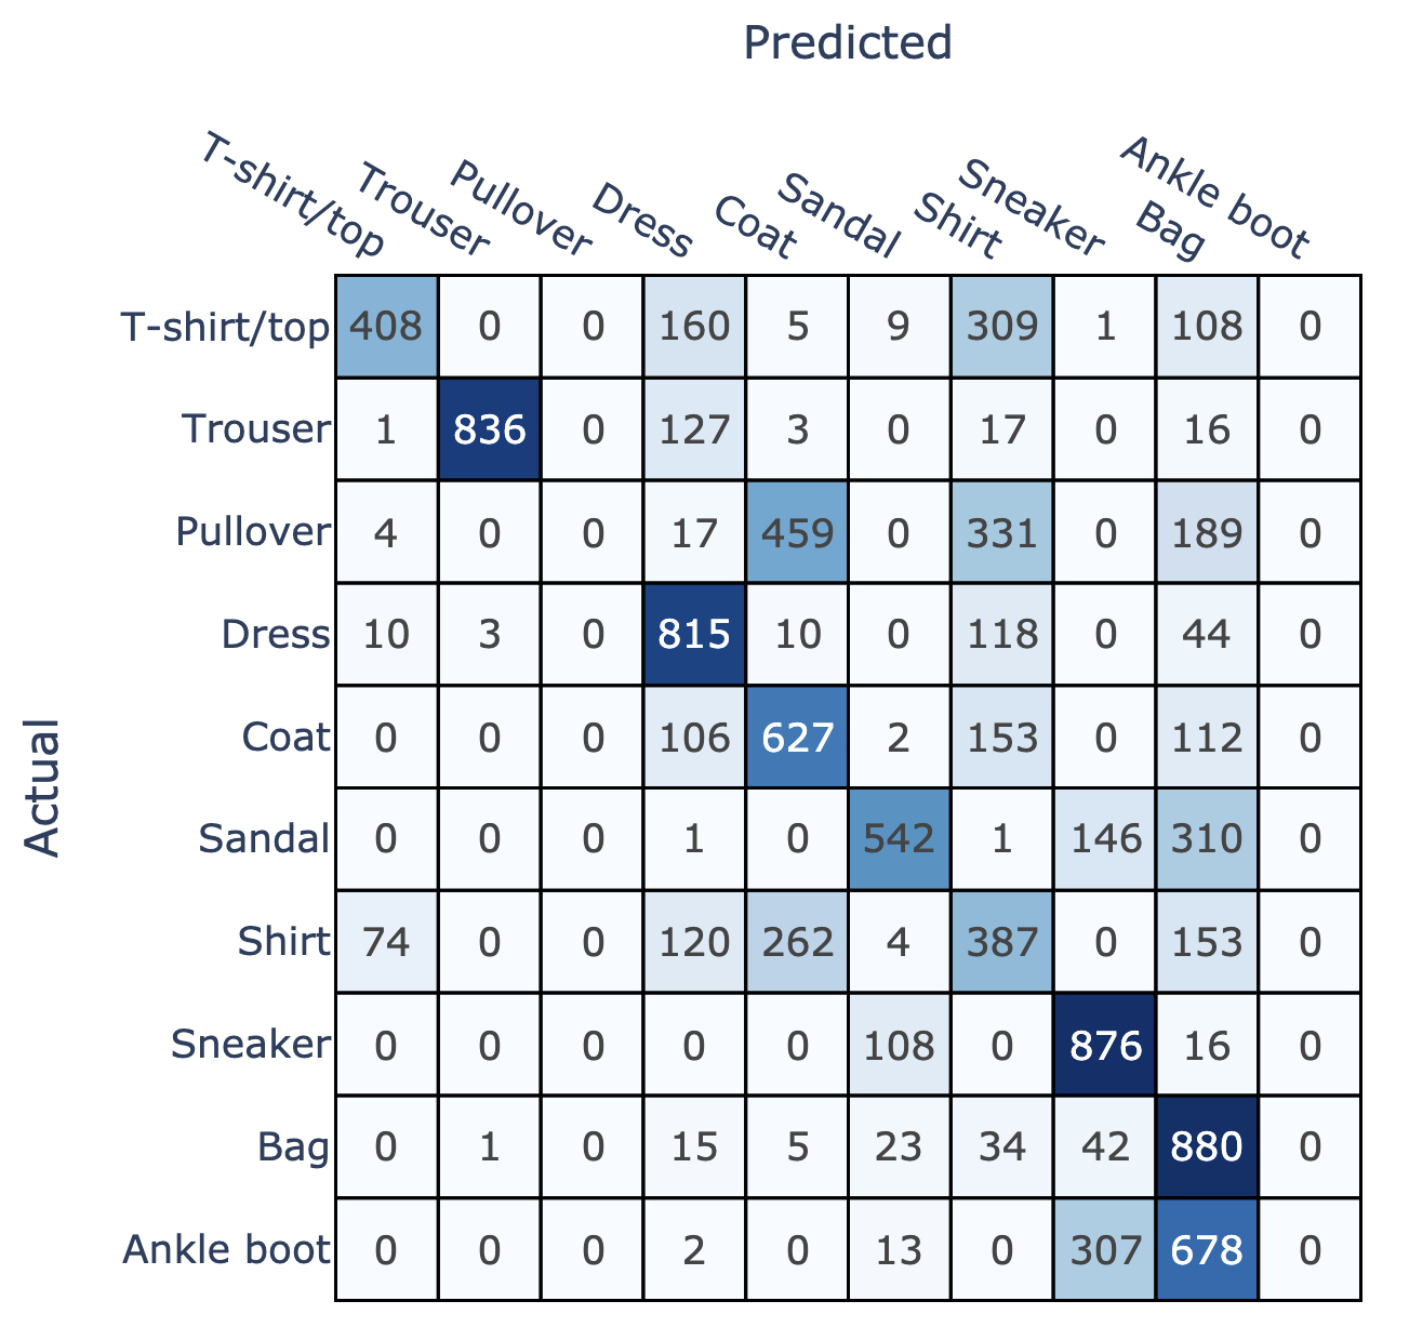 Predicted
T-shirt/top Trouser Pullover Dress Coat Sandal Shirt Sneaker Bag Ankle boot
Actual
T-shirt/top 408 0 0 160 5 9 309 1 108 0
Trouser 1 836 0 127 3 0 17 0 16 0
Pullover 4 0 0 17 459 0 331 0 189 0
Dress 10 3 0 815 10 0 118 0 44 0
Coat 0 0 0 106 627 2 153 0 112 0
Sandal 0 0 0 1 0 542 1 146 310 0
Shirt 74 0 0 120 262 4 387 0 153 0
Sneaker 0 0 0 0 0 108 0 876 16 0
Bag 0 1 0 15 5 23 34 42 880 0
Ankle boot 0 0 0 2 0 13 0 307 678 0